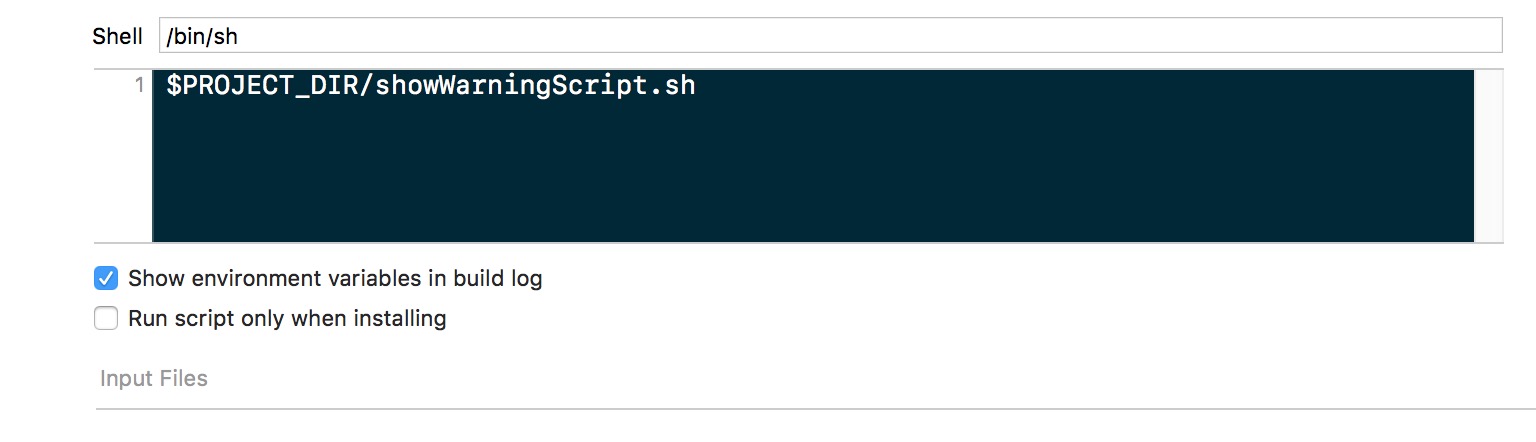 Shell /bin/sh
1 $PROJECT_DIR/showWarningScript.sh
Show environment variables in build log
Run script only when installing
Input Files